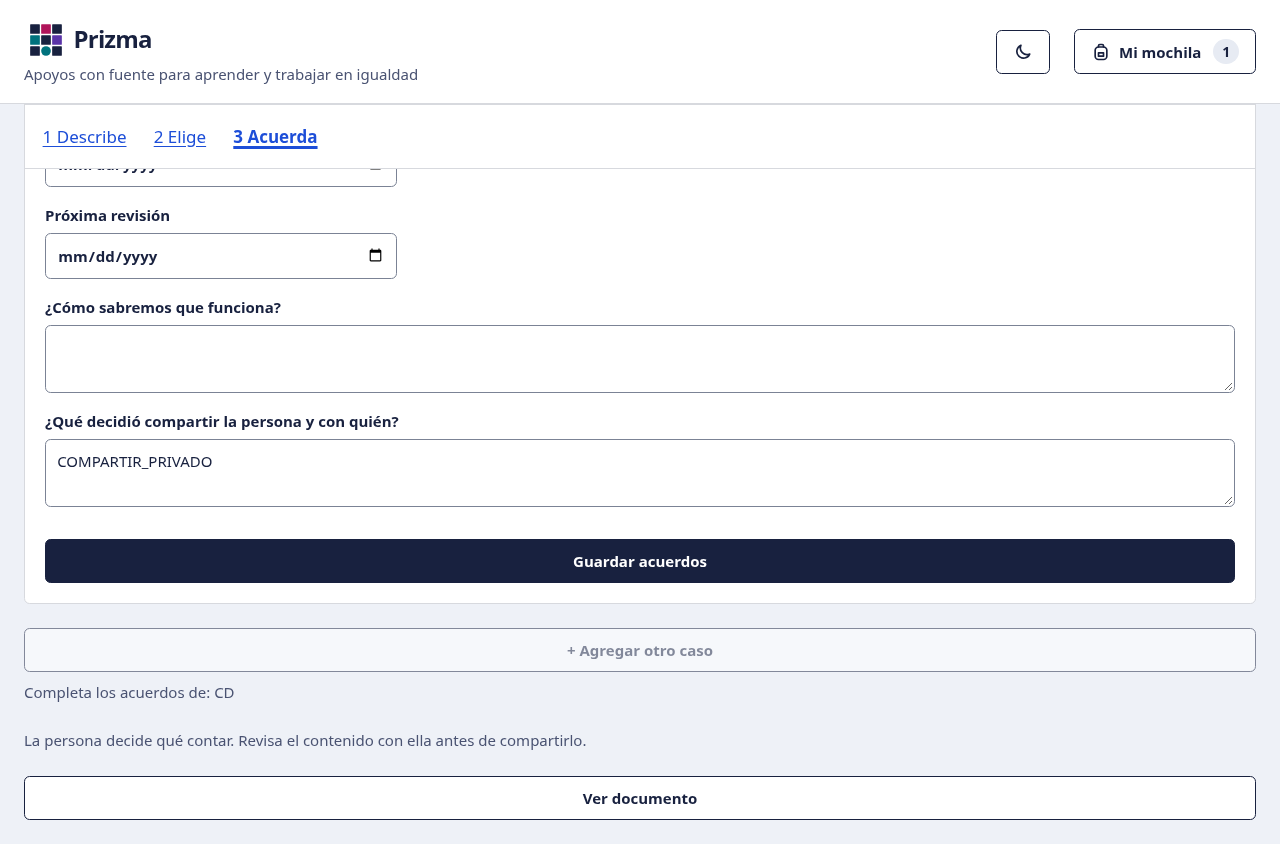 Prizma
Apoyos con fuente para aprender y trabajar en igualdad
Mi mochila 1
1 Describe 2 Elige 3 Acuerda
Próxima revisión
mm/dd/yyyy
¿Cómo sabremos que funciona?
¿Qué decidió compartir la persona y con quién?
COMPARTIR_PRIVADO
Guardar acuerdos
+ Agregar otro caso
Completa los acuerdos de: CD
La persona decide qué contar. Revisa el contenido con ella antes de compartirlo.
Ver documento